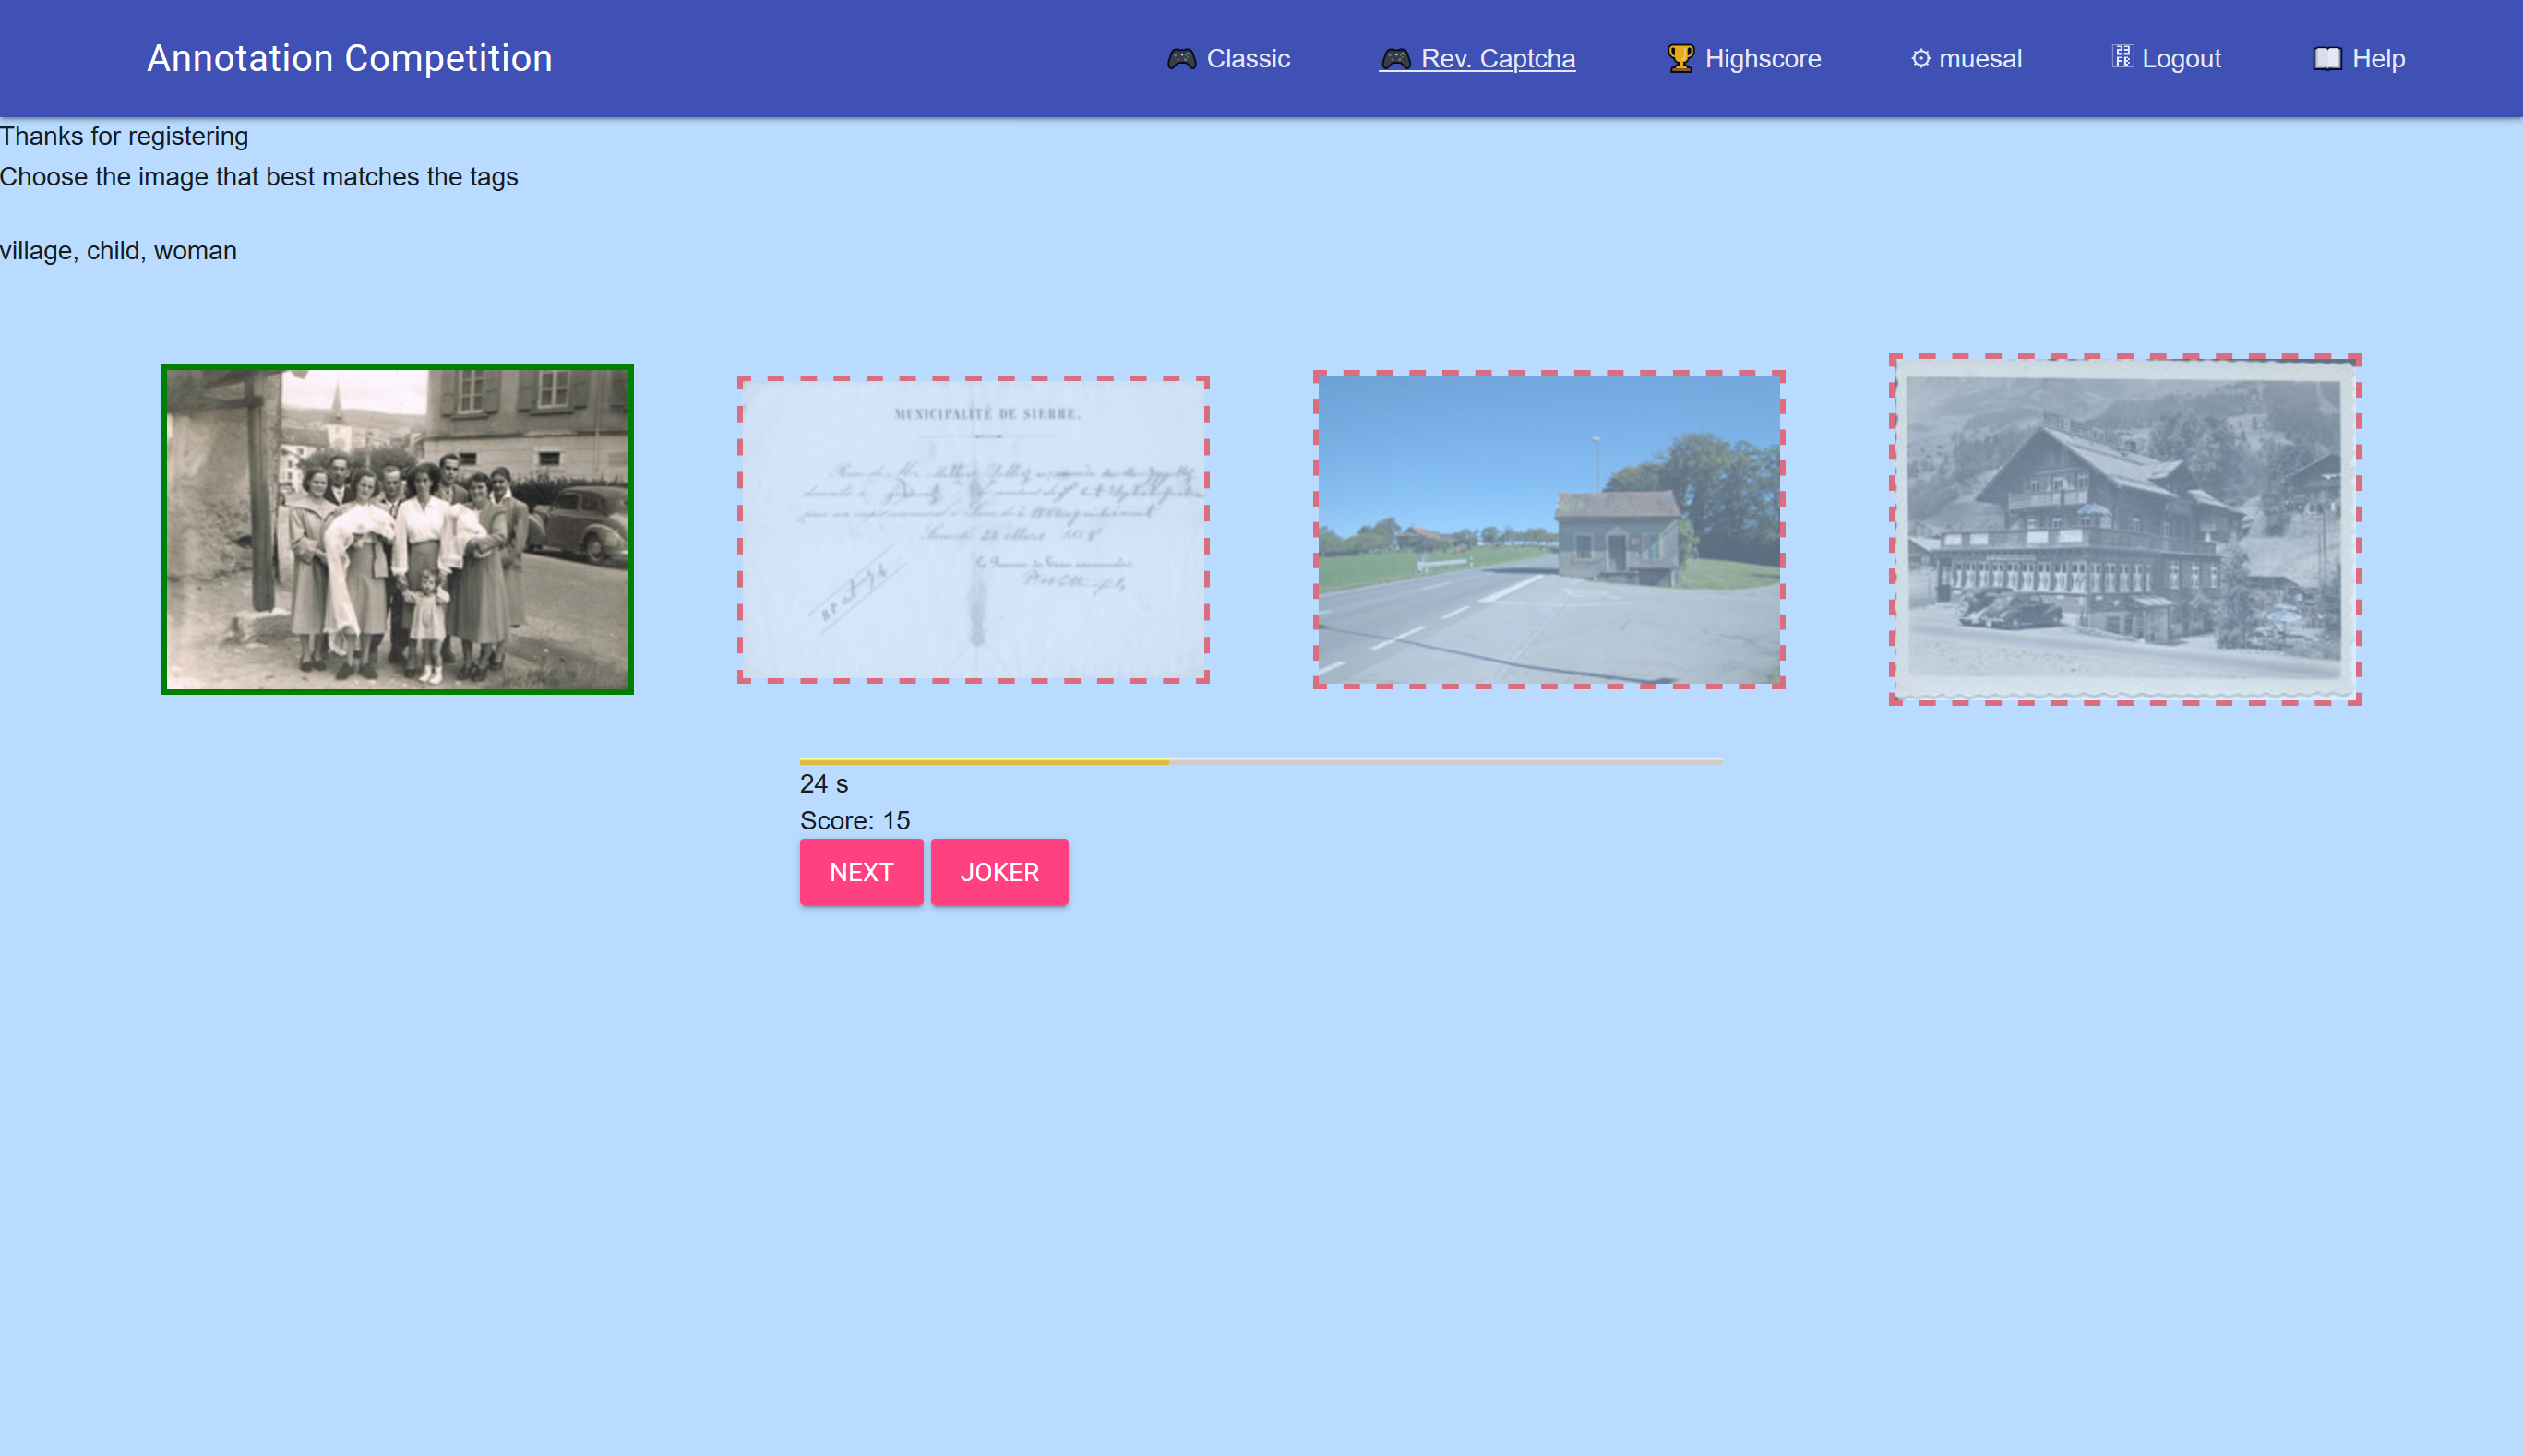 Annotation Competition
Classic
Rev. Captcha
Highscore
muesal
Logout
Help
Thanks for registering
Choose the image that best matches the tags
village, child, woman
MUNICIPALITÉ DE SIERRE.
24 s
Score: 15
NEXT
JOKER